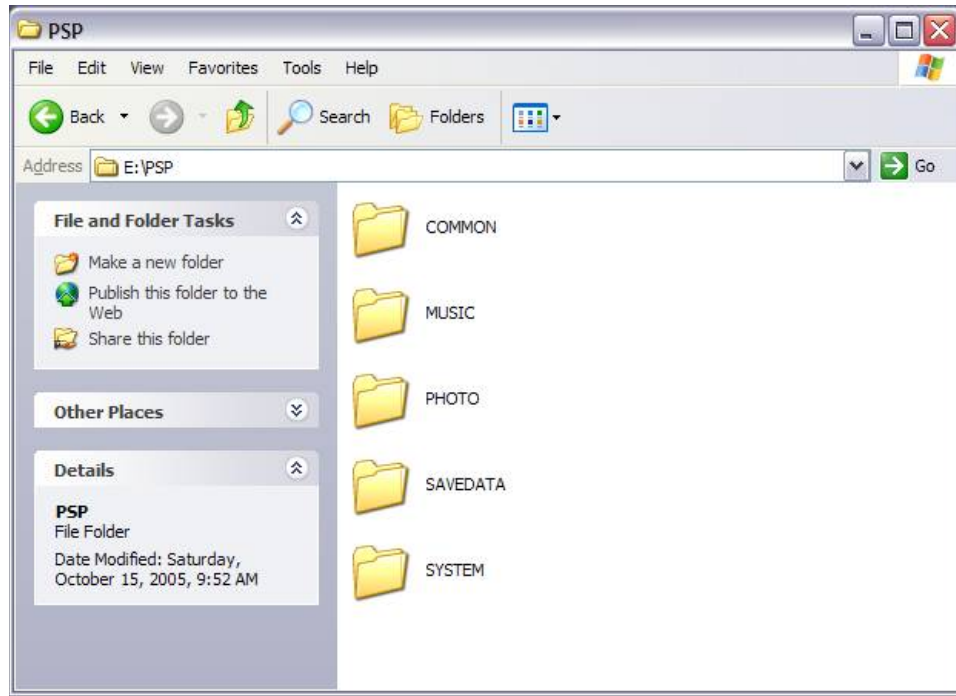 PSP
File Edit View Favorites Tools Help
Back Search Folders
Address E:\PSP Go
File and Folder Tasks
Make a new folder
Publish this folder to the
Web
Share this folder
Other Places
Details
PSP
File Folder
Date Modified: Saturday,
October 15, 2005, 9:52 AM
COMMON
MUSIC
PHOTO
SAVEDATA
SYSTEM